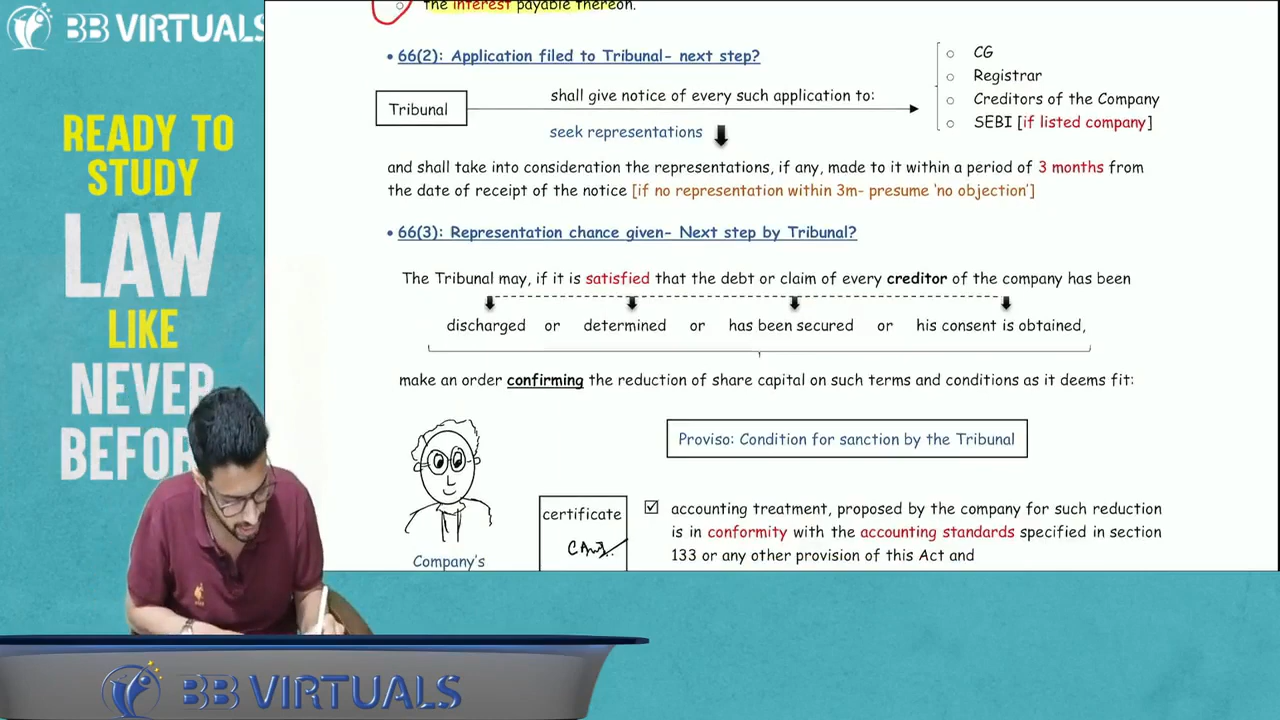 BB VIRTUALS
READY TO
STUDY
LAW
LIKE
NEVER
BEFOR
the interest payable thereon.
66(2): Application filed to Tribunal- next step?
Tribunal
shall give notice of every such application to:
seek representations
CG
Registrar
Creditors of the Company
SEBI [if listed company]
and shall take into consideration the representations, if any, made to it within a period of 3 months from
the date of receipt of the notice [if no representation within 3m- presume ‘no objection’]
66(3): Representation chance given- Next step by Tribunal?
The Tribunal may, if it is satisfied that the debt or claim of every creditor of the company has been
discharged or determined or has been secured or his consent is obtained,
make an order confirming the reduction of share capital on such terms and conditions as it deems fit:
Proviso: Condition for sanction by the Tribunal
certificate
Company’s
accounting treatment, proposed by the company for such reduction
is in conformity with the accounting standards specified in section
133 or any other provision of this Act and
BB VIRTUALS